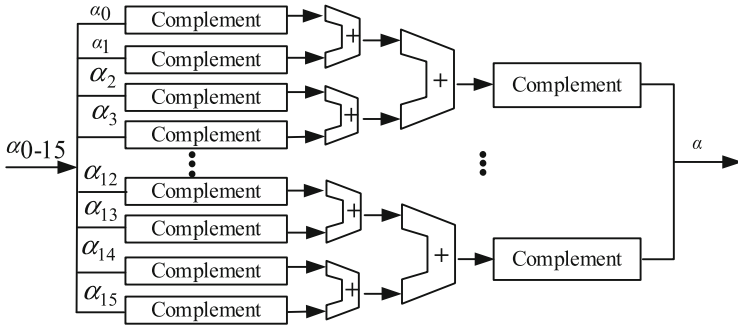 α0 Complement
+
α1 Complement
+
α2 Complement
Complement
+
α3 Complement
α0-15
α
α12 Complement
+
α13 Complement
+
Complement
α14 Complement
+
α15 Complement